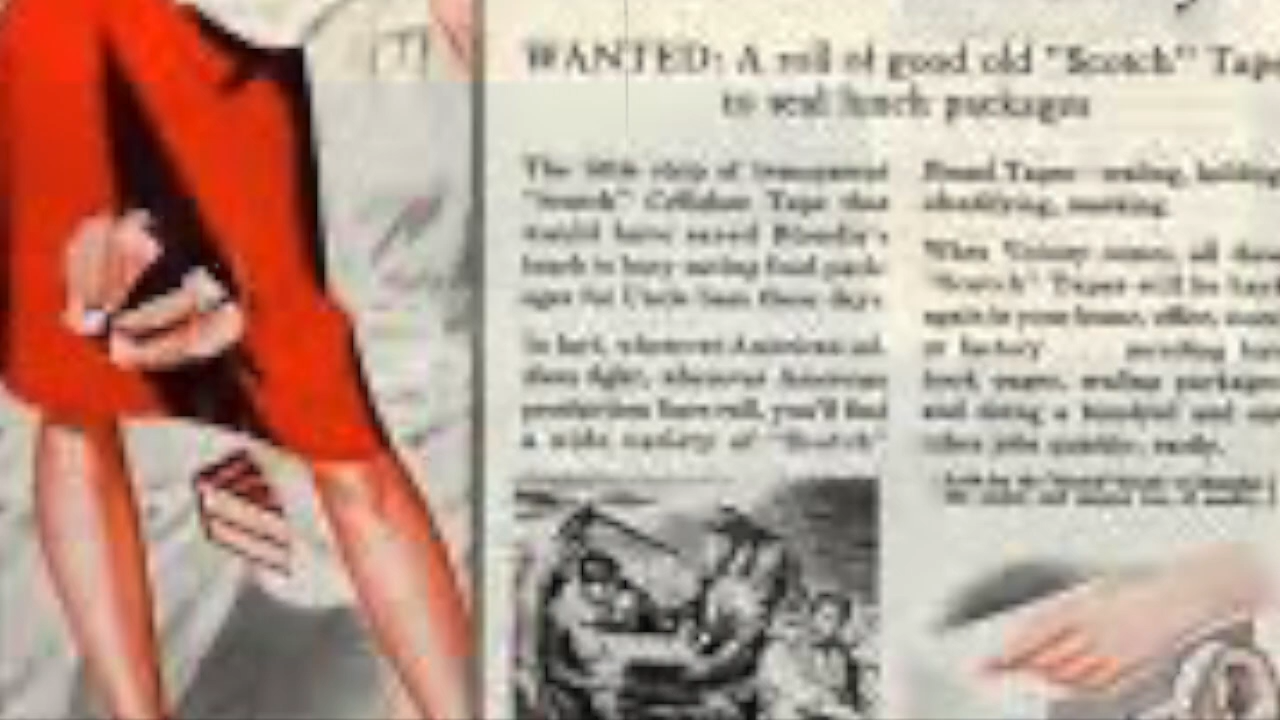 WANTED: A roll of good old "Scotch" Tape
to seal lunch packages
The little strip of transparent
"Scotch" Cellulose Tape that
would have saved Blondie's
lunch is busy saving food pack-
ages for Uncle Sam these days.
In fact, wherever American sol-
diers fight, wherever American
production lines roll, you'll find
a wide variety of "Scotch"
Brand Tapes—sealing, holding,
identifying, masking.
When Victory comes, all these
"Scotch" Tapes will be back
again in your home, office, store
or factory mending
book pages, sealing packages
and doing a hundred and one
other jobs quickly, easily.